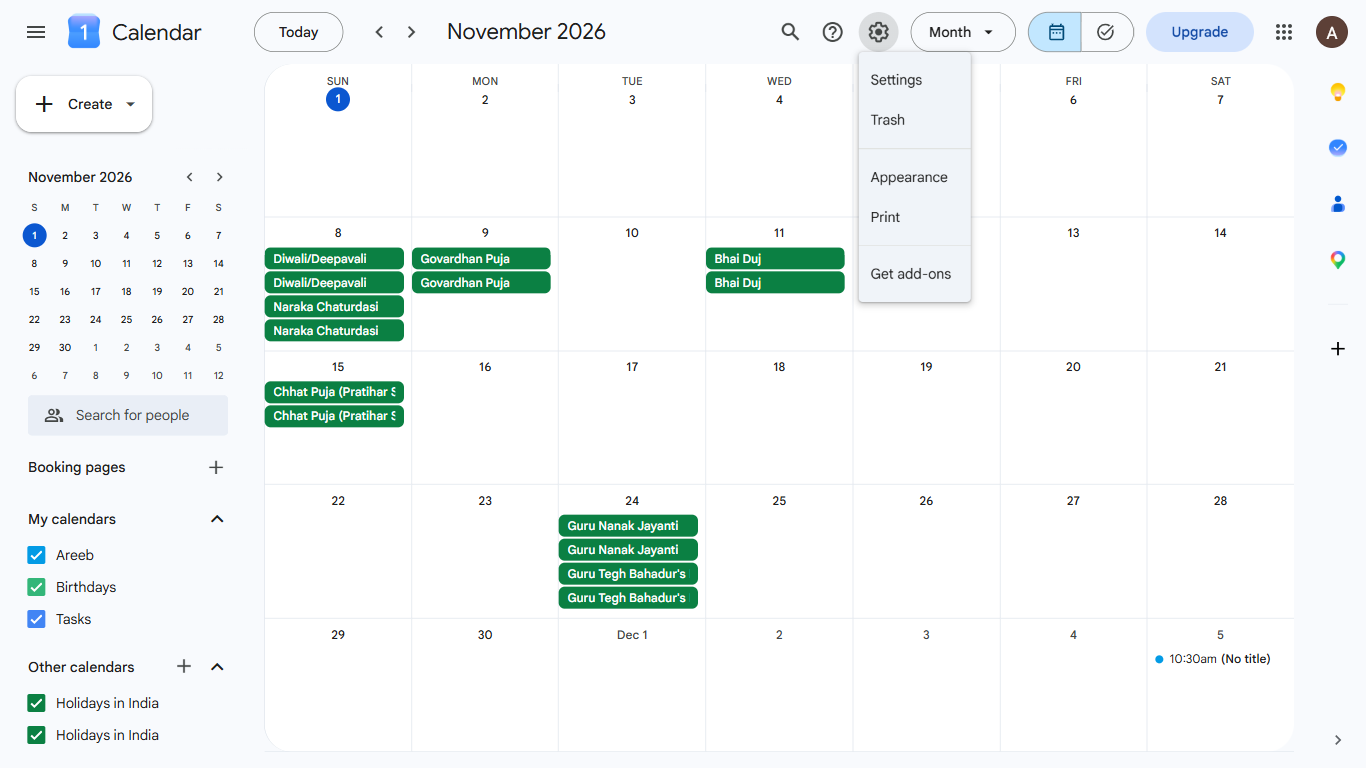 1 Calendar Today November 2026 Month Upgrade A
Settings
Trash
Appearance
Print
Get add-ons
Create
November 2026
S M T W T F S
1 2 3 4 5 6 7
8 9 10 11 12 13 14
15 16 17 18 19 20 21
22 23 24 25 26 27 28
29 30 1 2 3 4 5
6 7 8 9 10 11 12
Search for people
Booking pages
My calendars
Areeb
Birthdays
Tasks
Other calendars
Holidays in India
Holidays in India
SUN MON TUE WED FRI SAT
1 2 3 4 6 7
8 9 10 11 13 14
Diwali/Deepavali Govardhan Puja Bhai Duj
Diwali/Deepavali Govardhan Puja Bhai Duj
Naraka Chaturdasi
Naraka Chaturdasi
15 16 17 18 19 20 21
Chhat Puja (Pratihar S
Chhat Puja (Pratihar S
22 23 24 25 26 27 28
Guru Nanak Jayanti
Guru Nanak Jayanti
Guru Tegh Bahadur's
Guru Tegh Bahadur's
29 30 Dec 1 2 3 4 5
10:30am (No title)